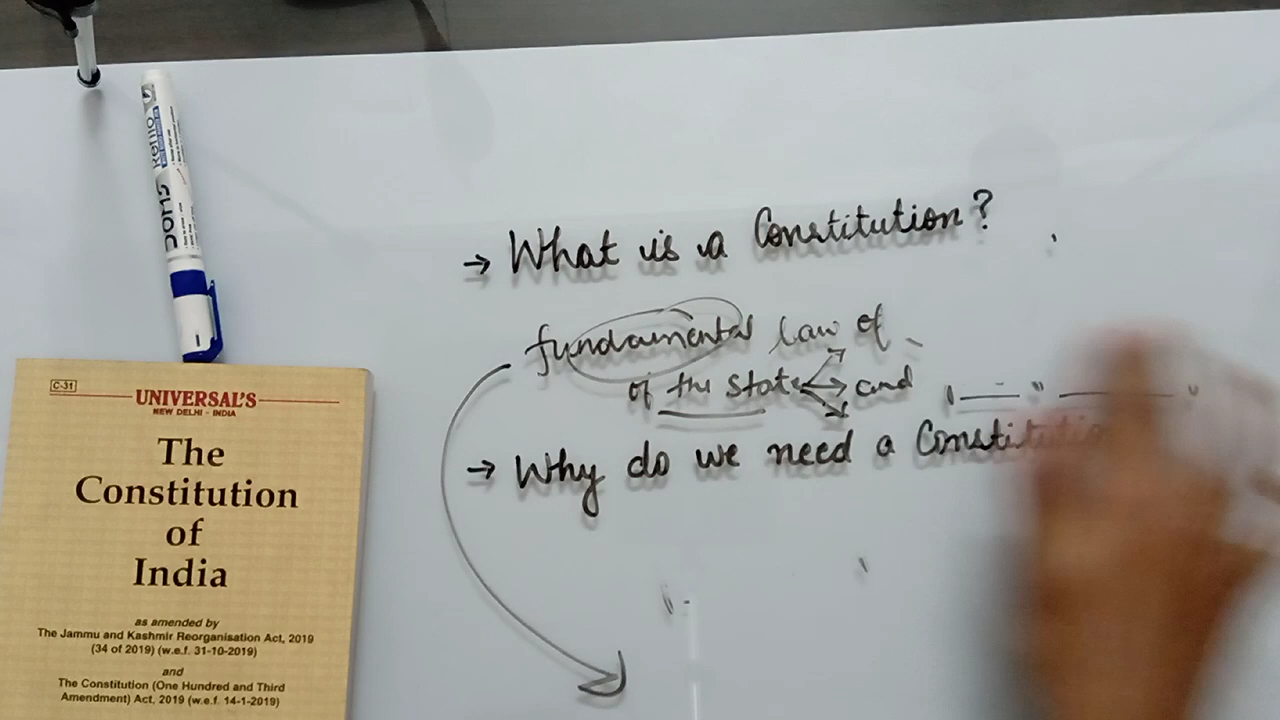 DOMS
→ What is a Constitution?
fundamental law of
of the State → and
→ Why do we need a Constitutio
C-31
UNIVERSAL'S
NEW DELHI - INDIA
The
Constitution
of
India
as amended by
The Jammu and Kashmir Reorganisation Act, 2019
(34 of 2019) (w.e.f. 31-10-2019)
and
The Constitution (One Hundred and Third
Amendment) Act, 2019 (w.e.f. 14-1-2019)